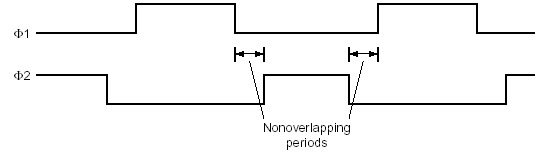 Φ1
Φ2
Nonoverlapping
periods